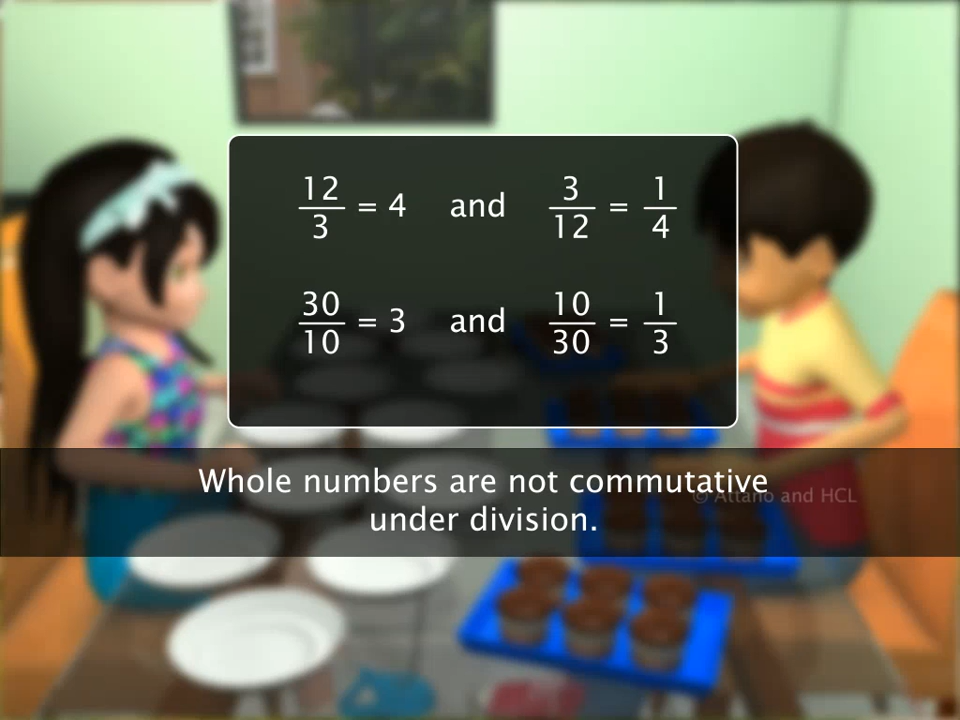 12/3 = 4 and 3/12 = 1/4
30/10 = 3 and 10/30 = 1/3
Whole numbers are not commutative
© Attano and HCL
under division.